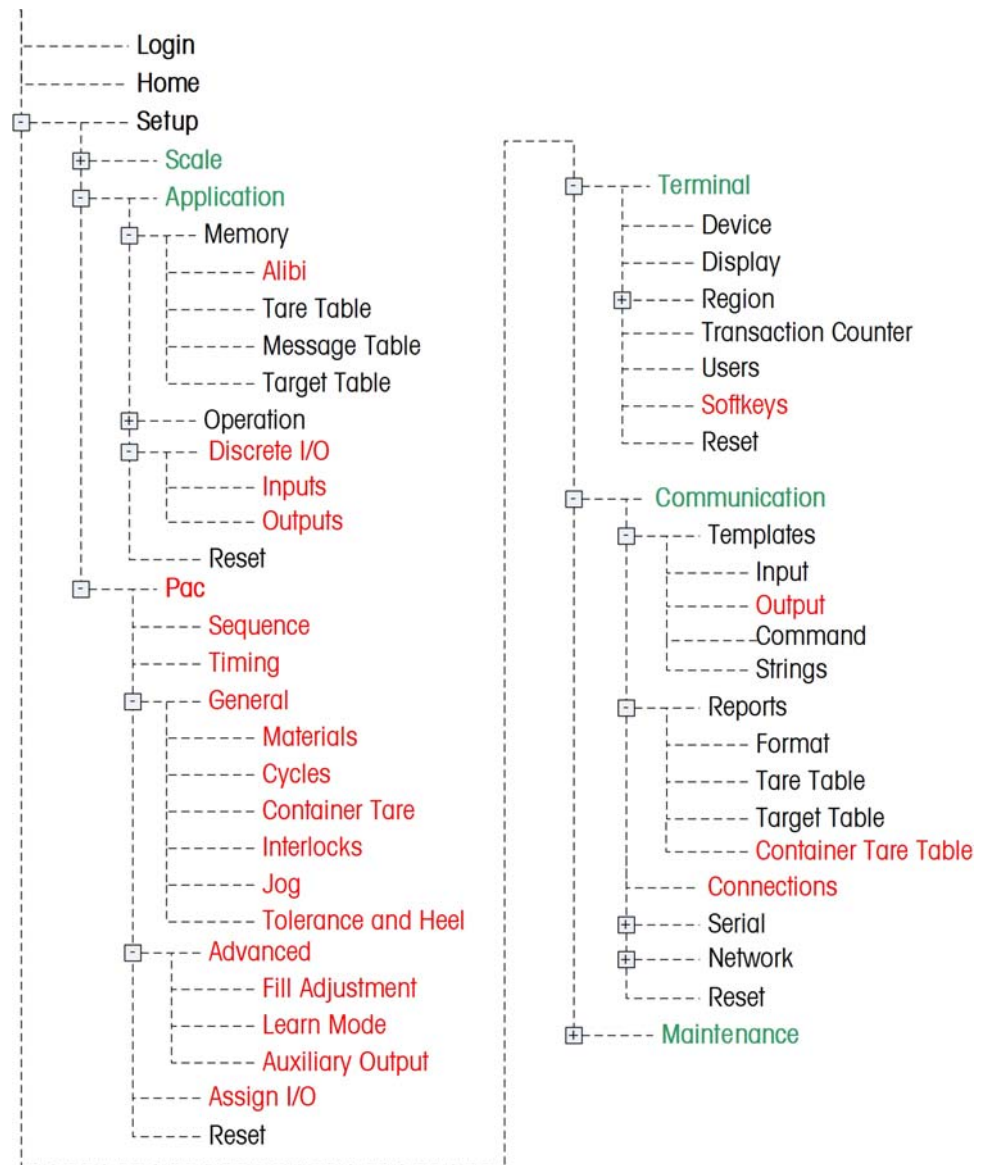 Login
Home
Setup
Scale
Application
Memory
Alibi
Tare Table
Message Table
Target Table
Operation
Discrete I/O
Inputs
Outputs
Reset
Pac
Sequence
Timing
General
Materials
Cycles
Container Tare
Interlocks
Jog
Tolerance and Heel
Advanced
Fill Adjustment
Learn Mode
Auxiliary Output
Assign I/O
Reset
Terminal
Device
Display
Region
Transaction Counter
Users
Softkeys
Reset
Communication
Templates
Input
Output
Command
Strings
Reports
Format
Tare Table
Target Table
Container Tare Table
Connections
Serial
Network
Reset
Maintenance